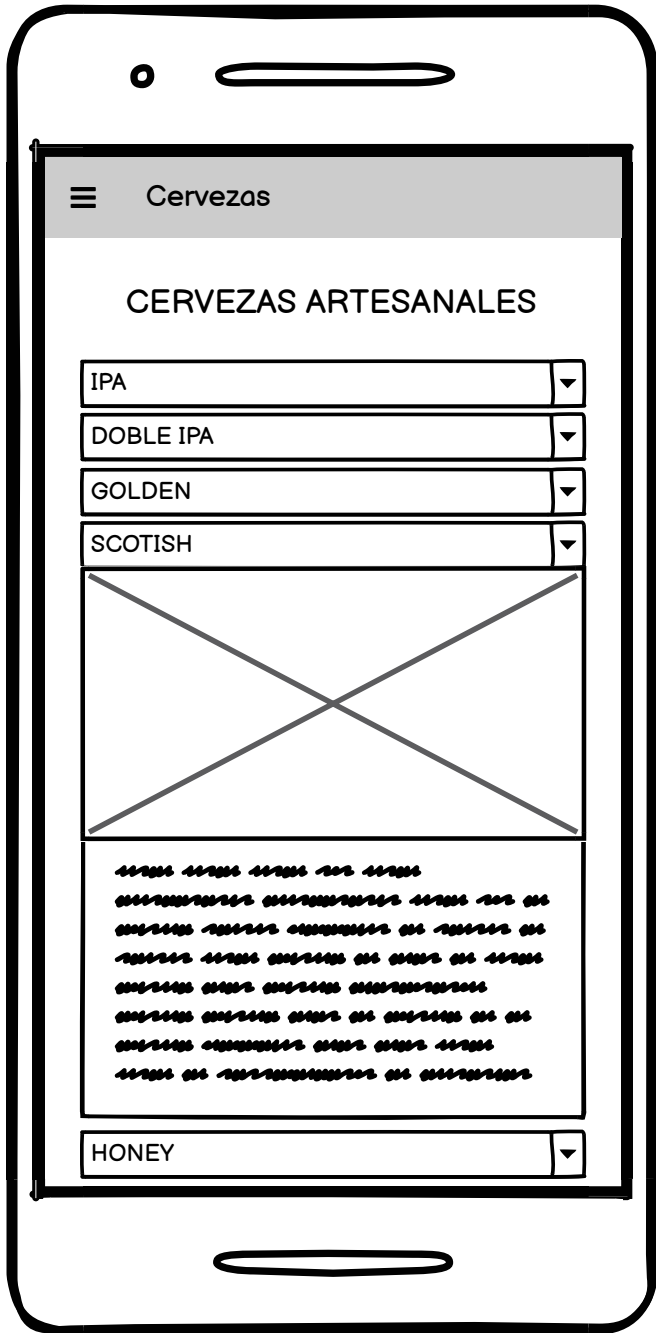 Cervezas
CERVEZAS ARTESANALES
IPA
DOBLE IPA
GOLDEN
SCOTISH
HONEY